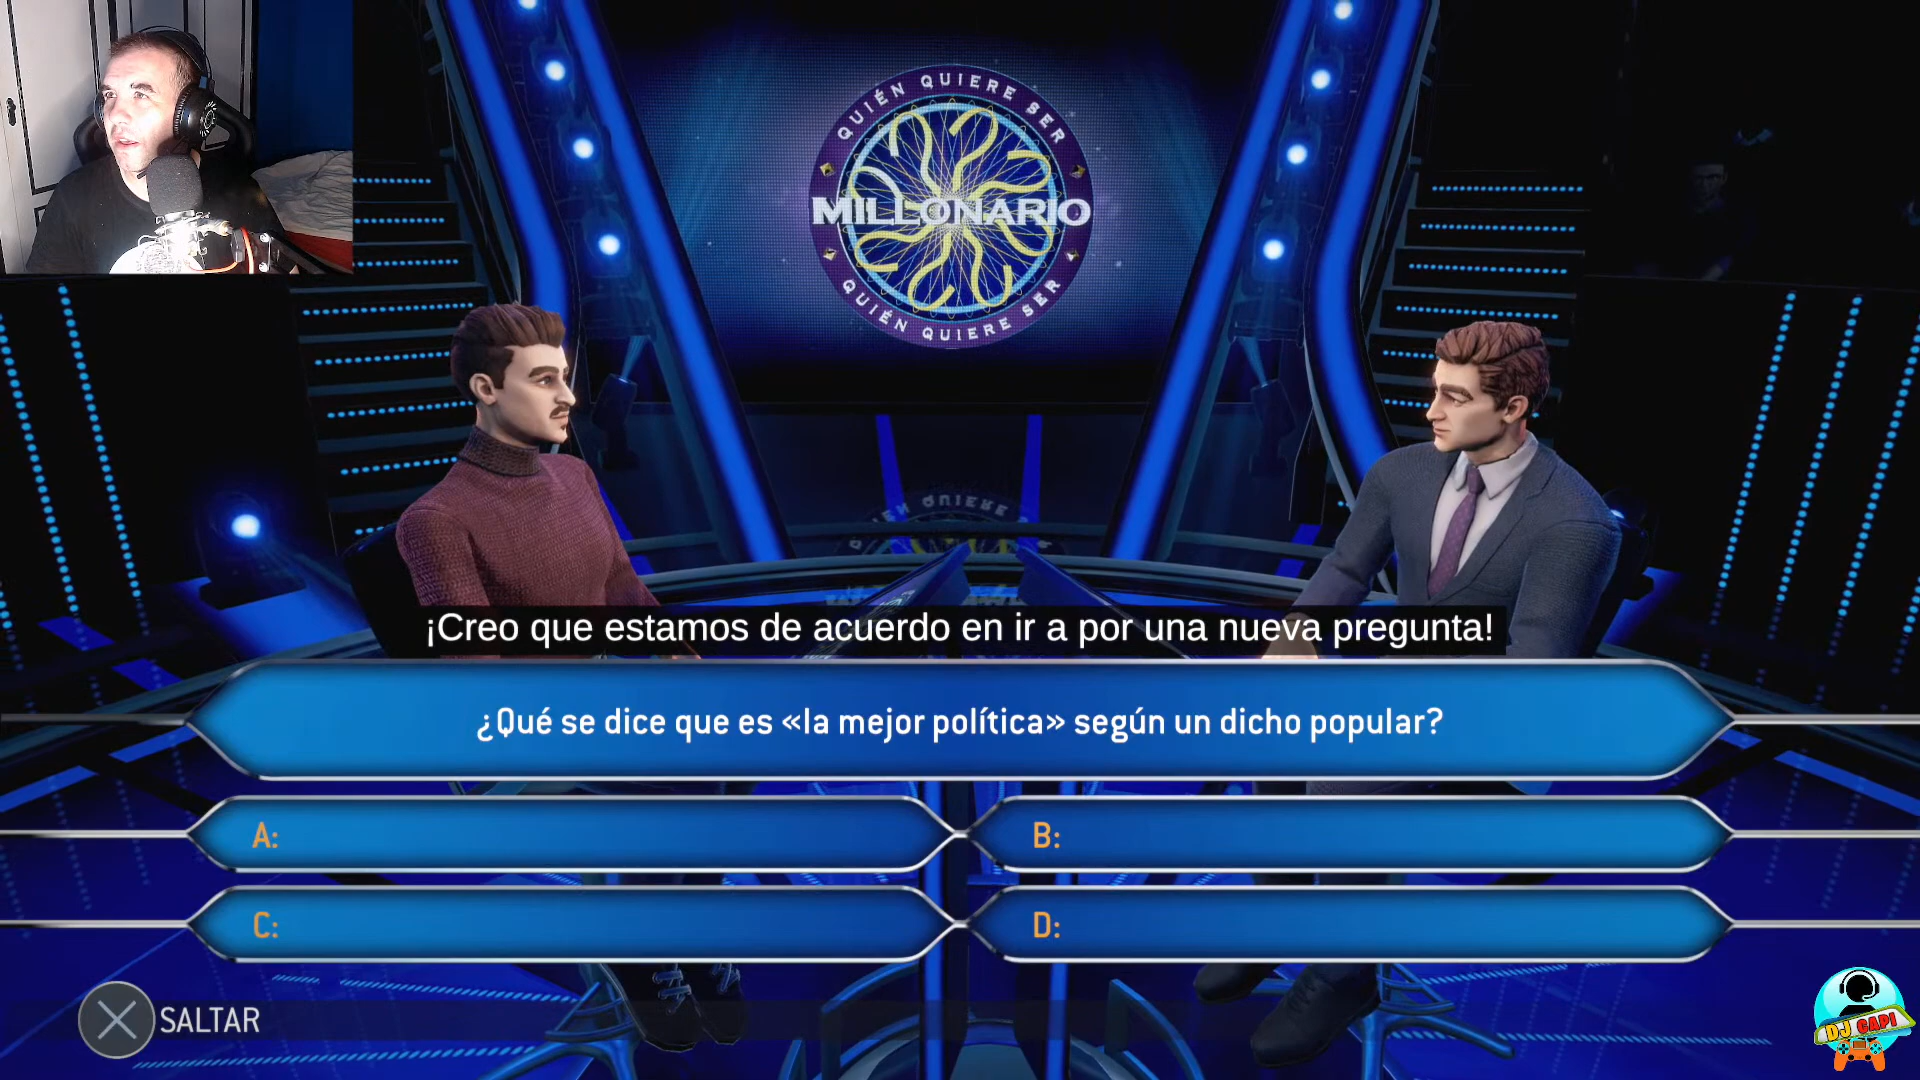 QUIÉN QUIERE SER
MILLONARIO
QUIÉN QUIERE SER
¡Creo que estamos de acuerdo en ir a por una nueva pregunta!
¿Qué se dice que es «la mejor política» según un dicho popular?
A:
B:
C:
D:
SALTAR
DJ CAPI